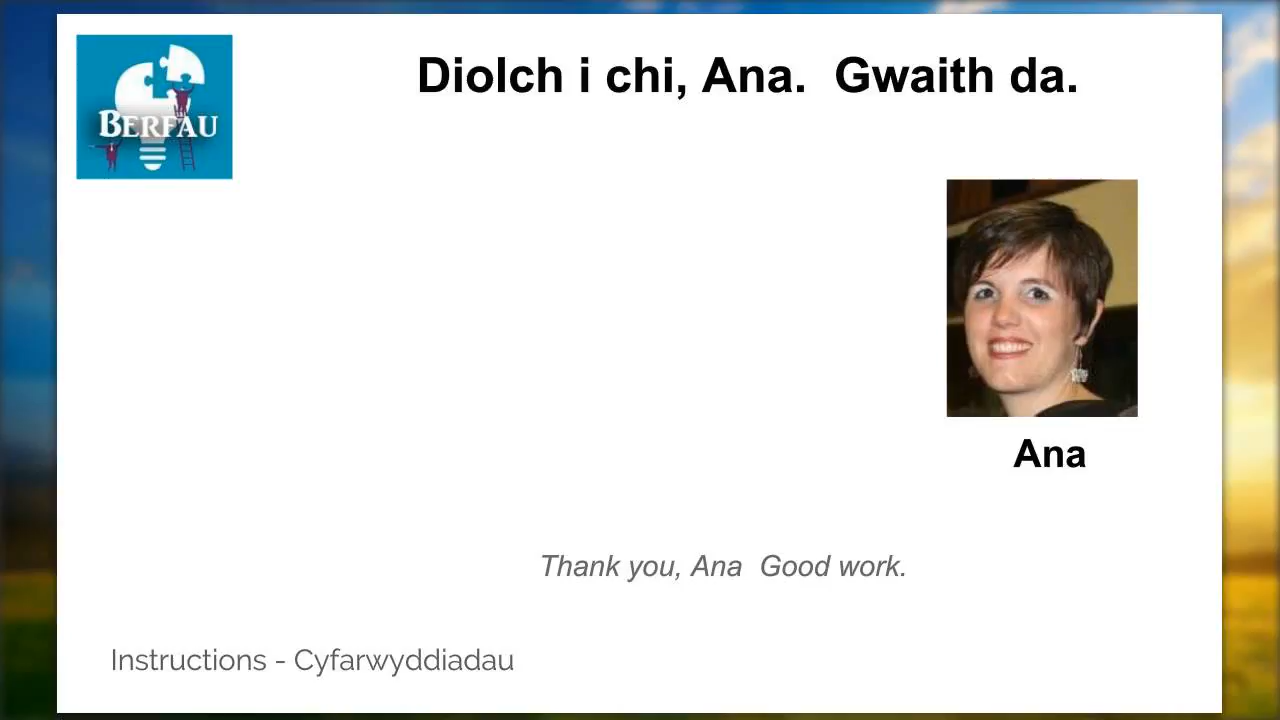 BERFAU
Diolch i chi, Ana. Gwaith da.
Ana
Thank you, Ana Good work.
Instructions - Cyfarwyddiadau